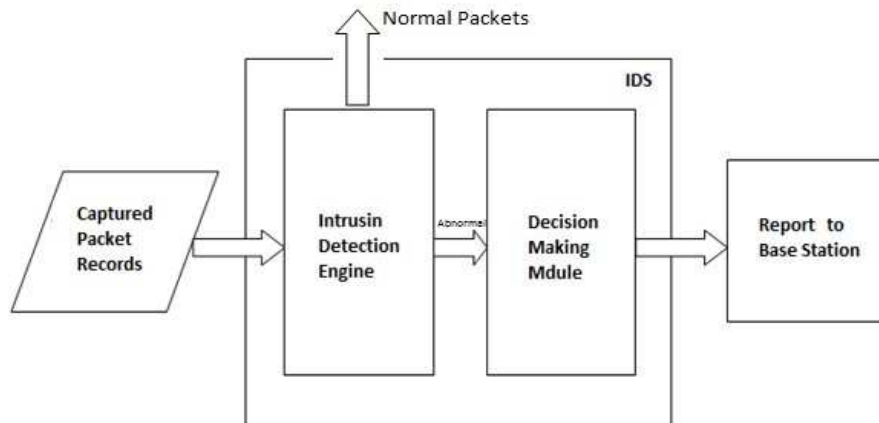 Normal Packets
IDS
Captured
Packet
Records
Intrusin
Detection
Engine
Abnormal
Decision
Making
Mdule
Report to
Base Station